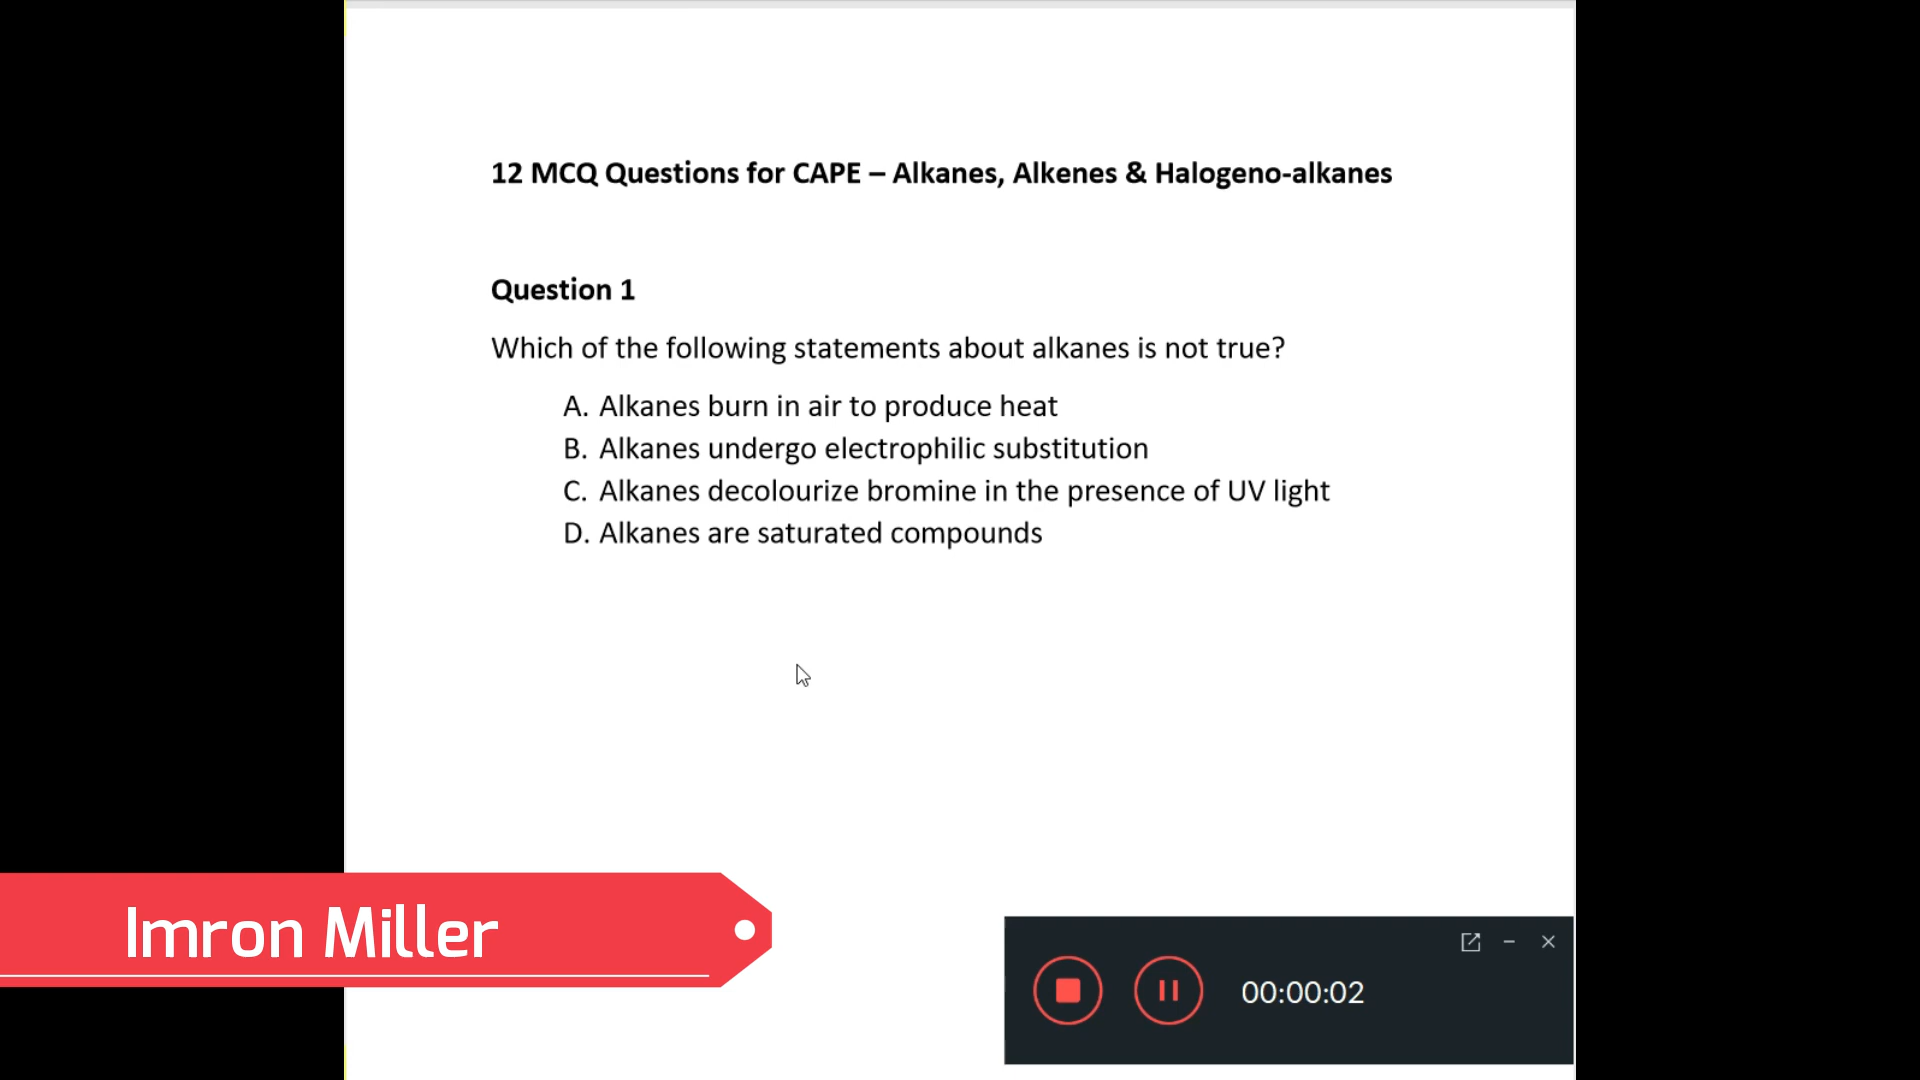 12 MCQ Questions for CAPE – Alkanes, Alkenes & Halogeno-alkanes
Question 1
Which of the following statements about alkanes is not true?
A. Alkanes burn in air to produce heat
B. Alkanes undergo electrophilic substitution
C. Alkanes decolourize bromine in the presence of UV light
D. Alkanes are saturated compounds
Imron Miller
00:00:02